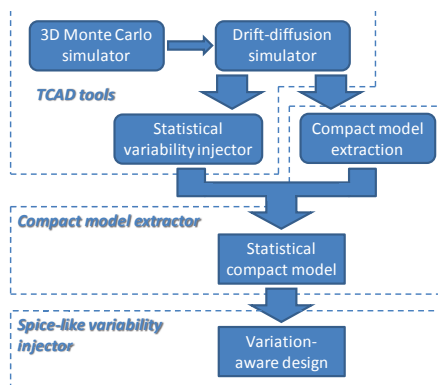 3D Monte Carlo
simulator
Drift-diffusion
simulator
TCAD tools
Statistical
variability injector
Compact model
extraction
Compact model extractor
Statistical
compact model
Spice-like variability
injector
Variation-
aware design